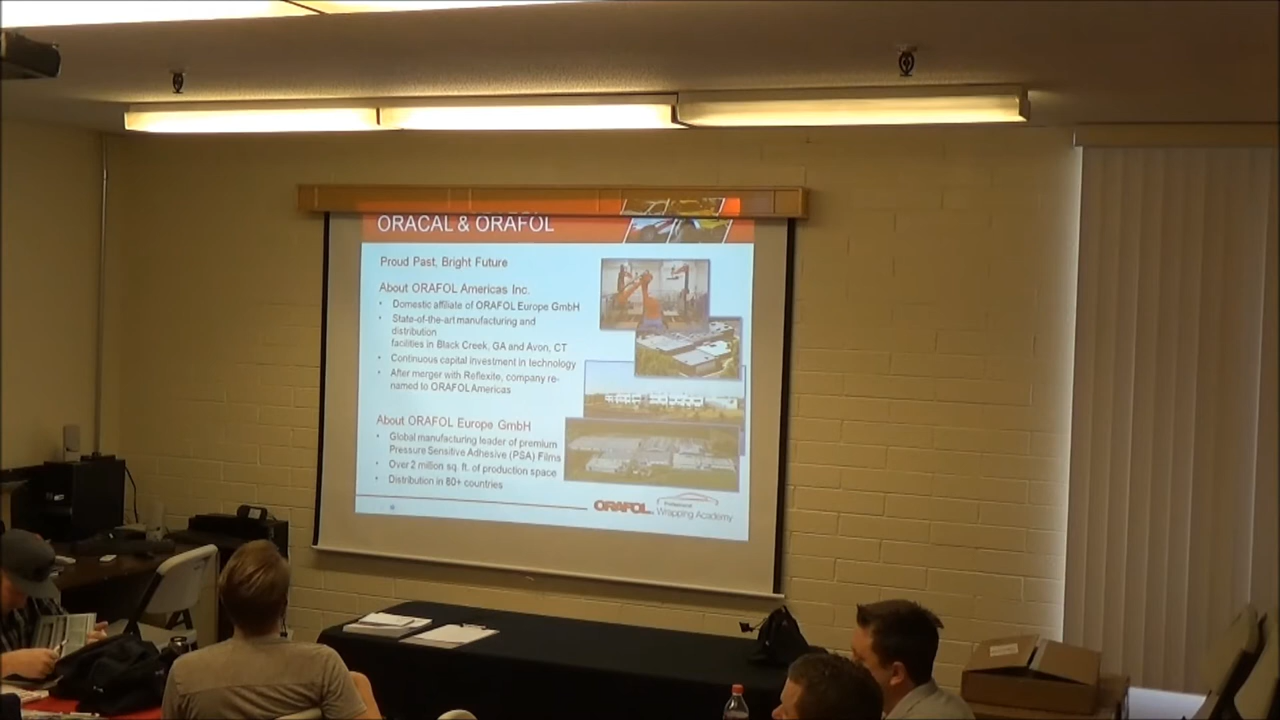 ORACAL & ORAFOL
Proud Past, Bright Future
About ORAFOL Americas Inc.
• Domestic affiliate of ORAFOL Europe GmbH
• State-of-the-art manufacturing and
distribution
facilities in Black Creek, GA and Avon, CT
• Continuous capital investment in technology
• After merger with Reflexite, company re-
named to ORAFOL Americas
About ORAFOL Europe GmbH
• Global manufacturing leader of premium
Pressure Sensitive Adhesive (PSA) Films
• Over 2 million sq. ft. of production space
• Distribution in 80+ countries
ORAFOL
Professional
Wrapping Academy